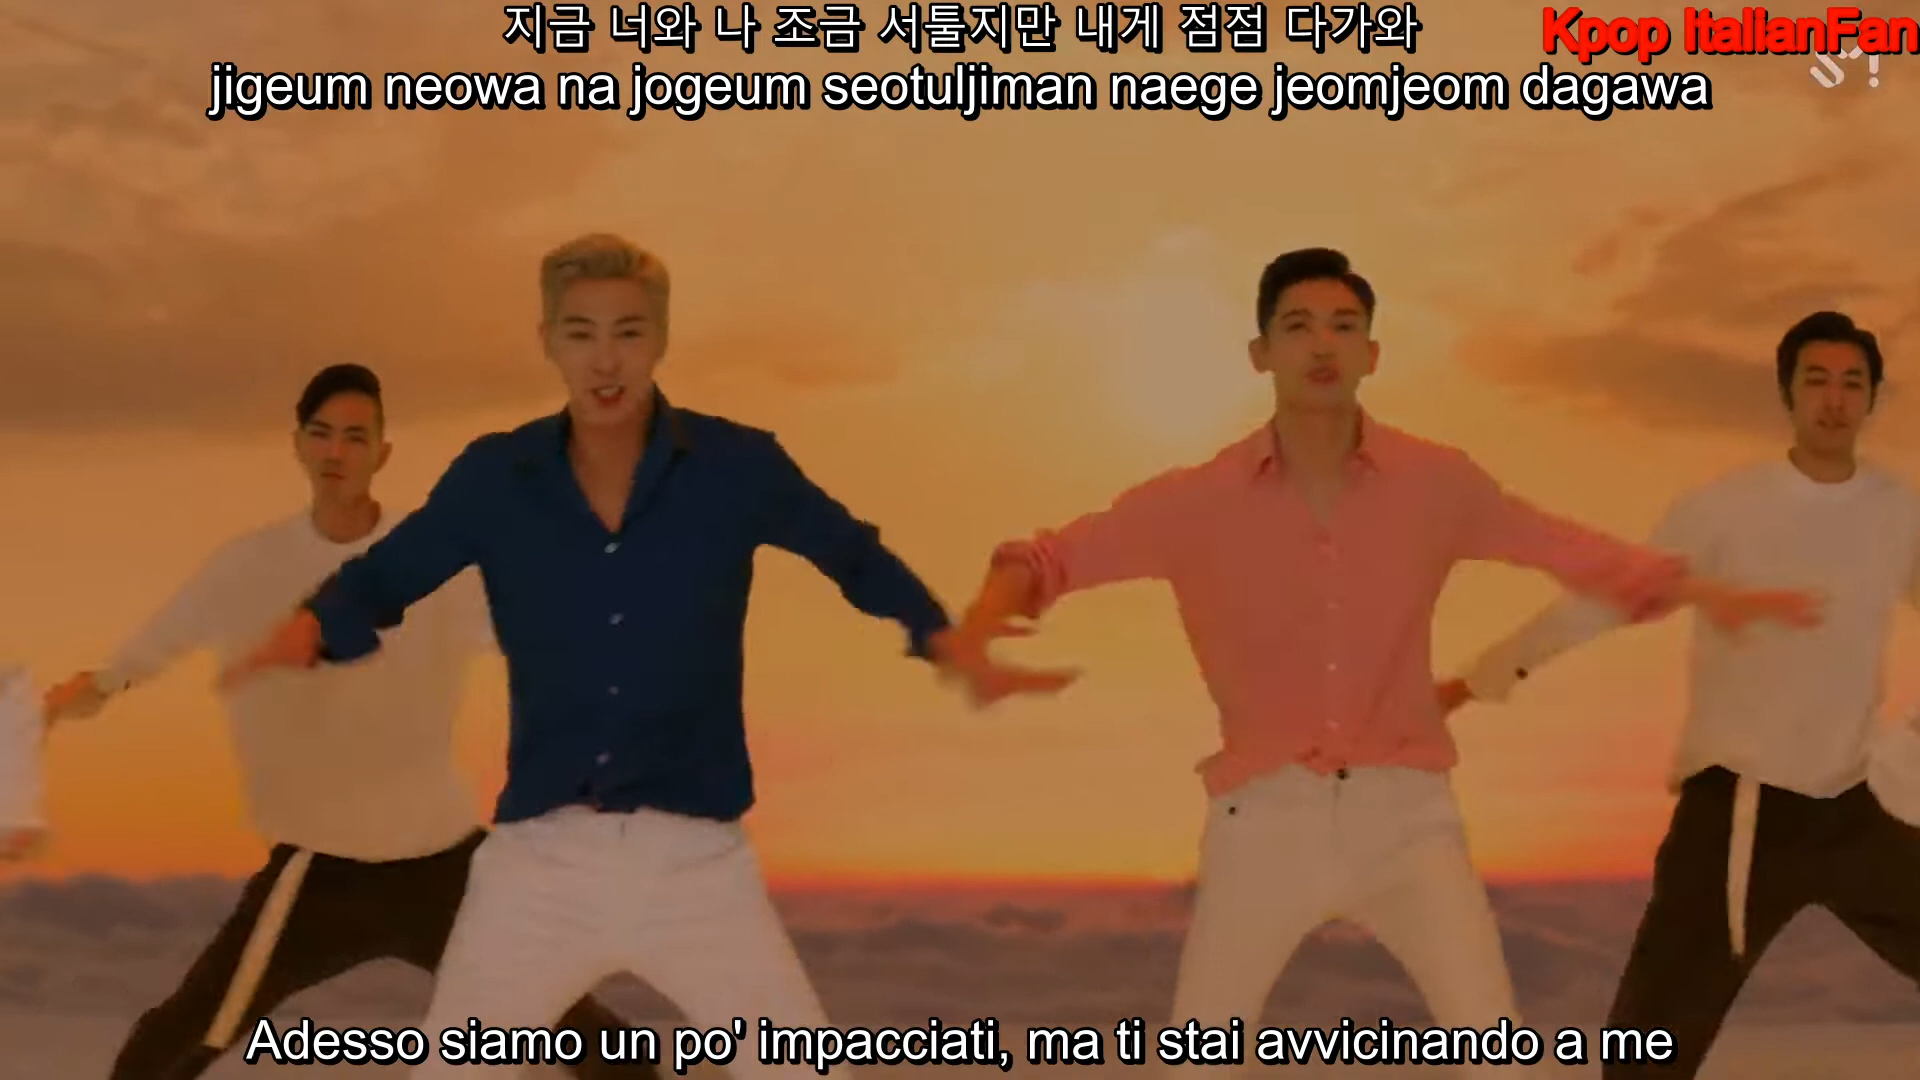 지금 너와 나 조금 서툴지만 내게 점점 다가와
Kpop ItalianFan
jigeum neowa na jogeum seotuljiman naege jeomjeom dagawa
Adesso siamo un po' impacciati, ma ti stai avvicinando a me